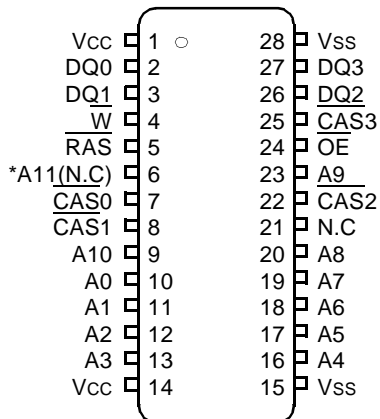 Vcc 1 28 Vss
DQ0 2 27 DQ3
DQ1 3 26 DQ2
W 4 25 CAS3
RAS 5 24 OE
*A11(N.C) 6 23 A9
CAS0 7 22 CAS2
CAS1 8 21 N.C
A10 9 20 A8
A0 10 19 A7
A1 11 18 A6
A2 12 17 A5
A3 13 16 A4
Vcc 14 15 Vss